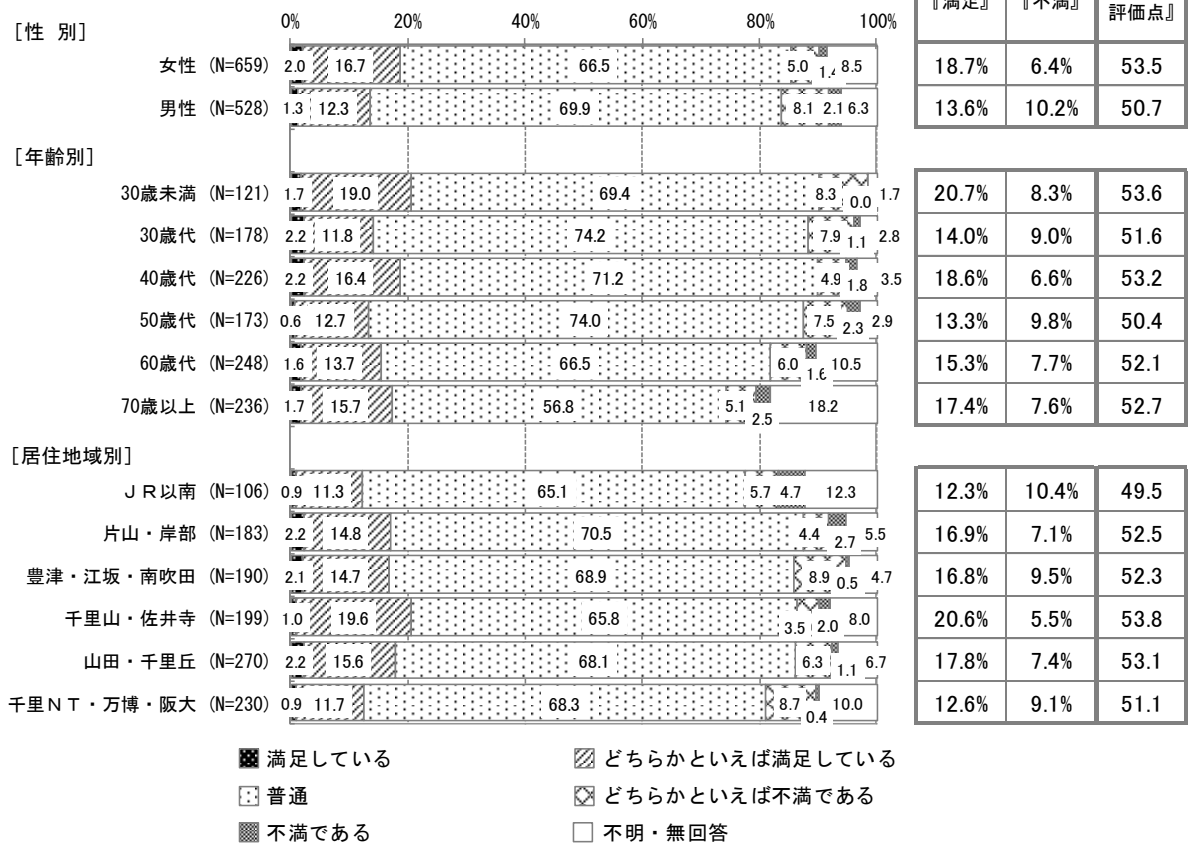 『満足』 『不満』 評価点』
0% 20% 40% 60% 80% 100%
[性 別]
女性 (N=659) 2.0 16.7 66.5 5.0 1.4 8.5 18.7% 6.4% 53.5
男性 (N=528) 1.3 12.3 69.9 8.1 2.1 6.3 13.6% 10.2% 50.7
[年齢別]
30歳未満 (N=121) 1.7 19.0 69.4 8.3 0.0 1.7 20.7% 8.3% 53.6
30歳代 (N=178) 2.2 11.8 74.2 7.9 1.1 2.8 14.0% 9.0% 51.6
40歳代 (N=226) 2.2 16.4 71.2 4.9 1.8 3.5 18.6% 6.6% 53.2
50歳代 (N=173) 0.6 12.7 74.0 7.5 2.3 2.9 13.3% 9.8% 50.4
60歳代 (N=248) 1.6 13.7 66.5 6.0 1.6 10.5 15.3% 7.7% 52.1
70歳以上 (N=236) 1.7 15.7 56.8 5.1 2.5 18.2 17.4% 7.6% 52.7
[居住地域別]
ＪＲ以南 (N=106) 0.9 11.3 65.1 5.7 4.7 12.3 12.3% 10.4% 49.5
片山・岸部 (N=183) 2.2 14.8 70.5 4.4 2.7 5.5 16.9% 7.1% 52.5
豊津・江坂・南吹田 (N=190) 2.1 14.7 68.9 8.9 0.5 4.7 16.8% 9.5% 52.3
千里山・佐井寺 (N=199) 1.0 19.6 65.8 3.5 2.0 8.0 20.6% 5.5% 53.8
山田・千里丘 (N=270) 2.2 15.6 68.1 6.3 1.1 6.7 17.8% 7.4% 53.1
千里ＮＴ・万博・阪大 (N=230) 0.9 11.7 68.3 8.7 0.4 10.0 12.6% 9.1% 51.1
満足している どちらかといえば満足している
普通 どちらかといえば不満である
不満である 不明・無回答